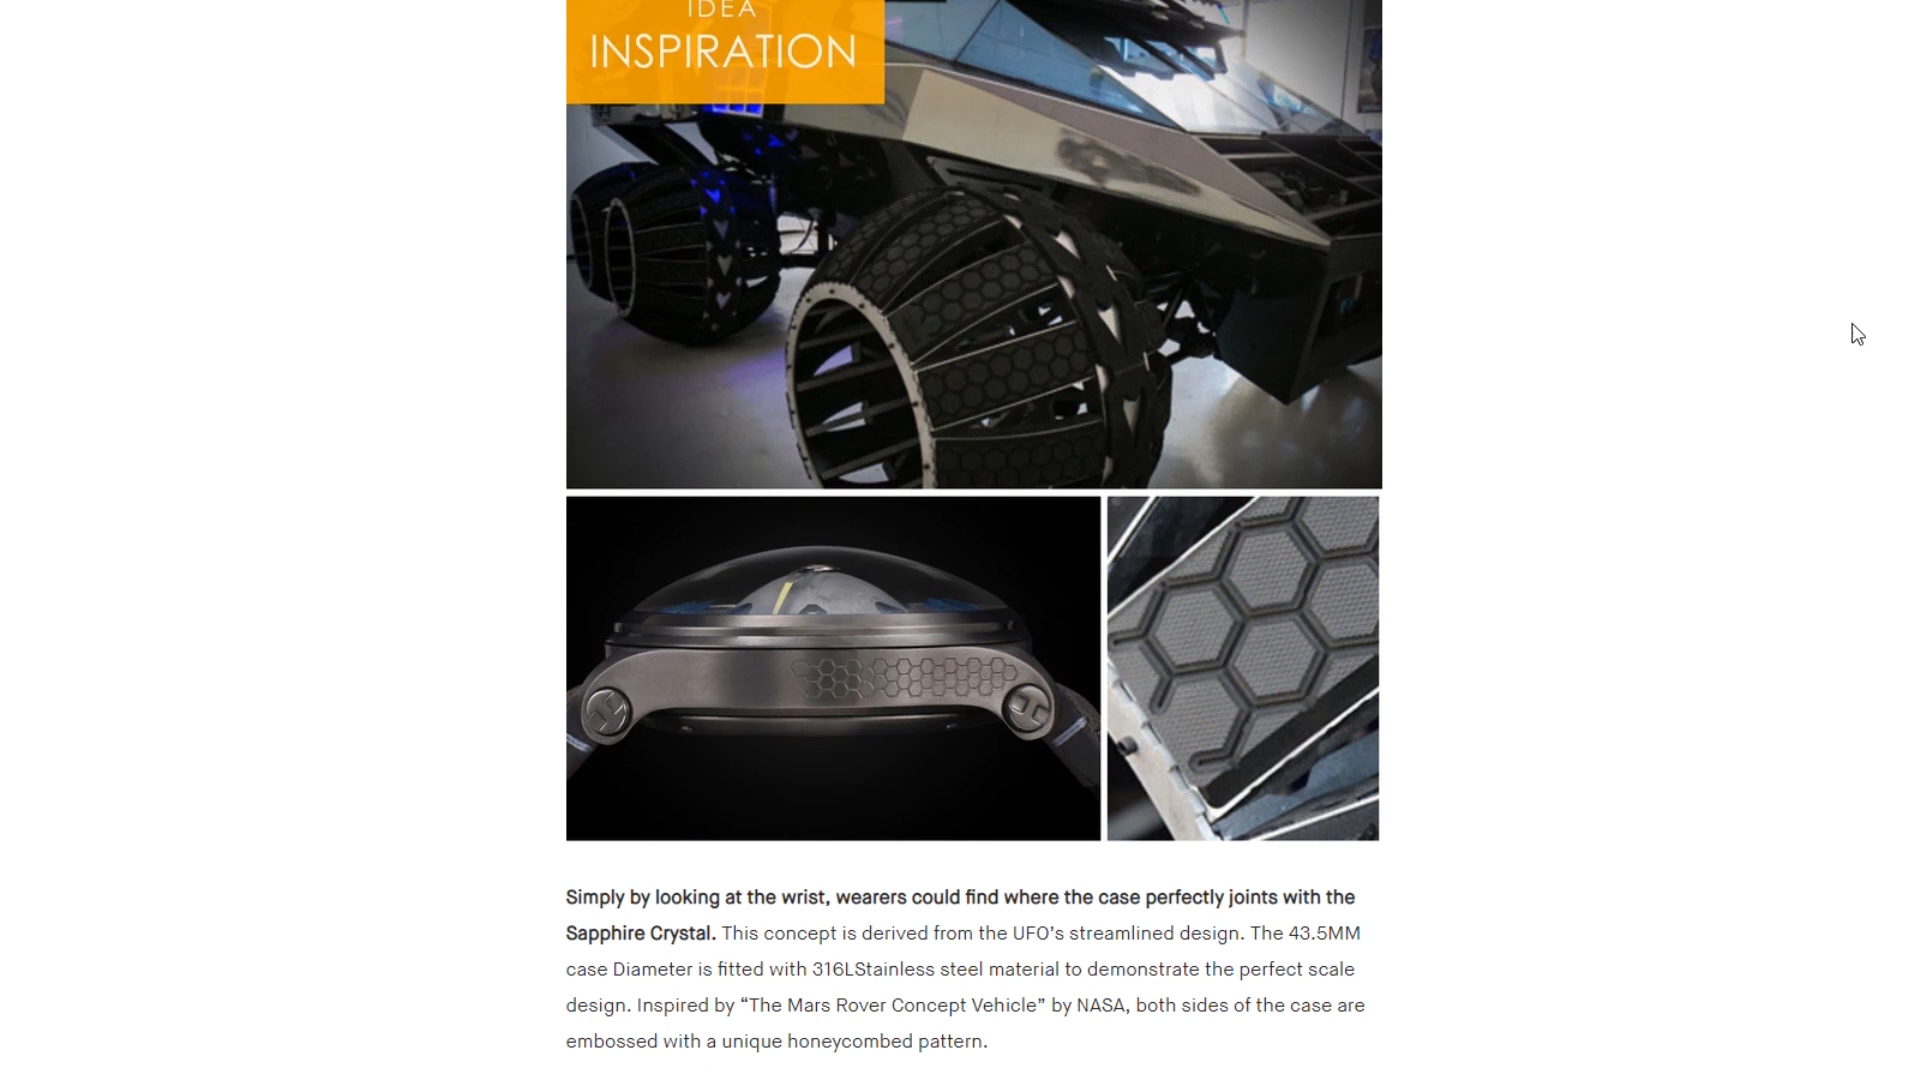 IDEA
INSPIRATION
Simply by looking at the wrist, wearers could find where the case perfectly joints with the
Sapphire Crystal. This concept is derived from the UFO’s streamlined design. The 43.5MM
case Diameter is fitted with 316LStainless steel material to demonstrate the perfect scale
design. Inspired by “The Mars Rover Concept Vehicle” by NASA, both sides of the case are
embossed with a unique honeycombed pattern.